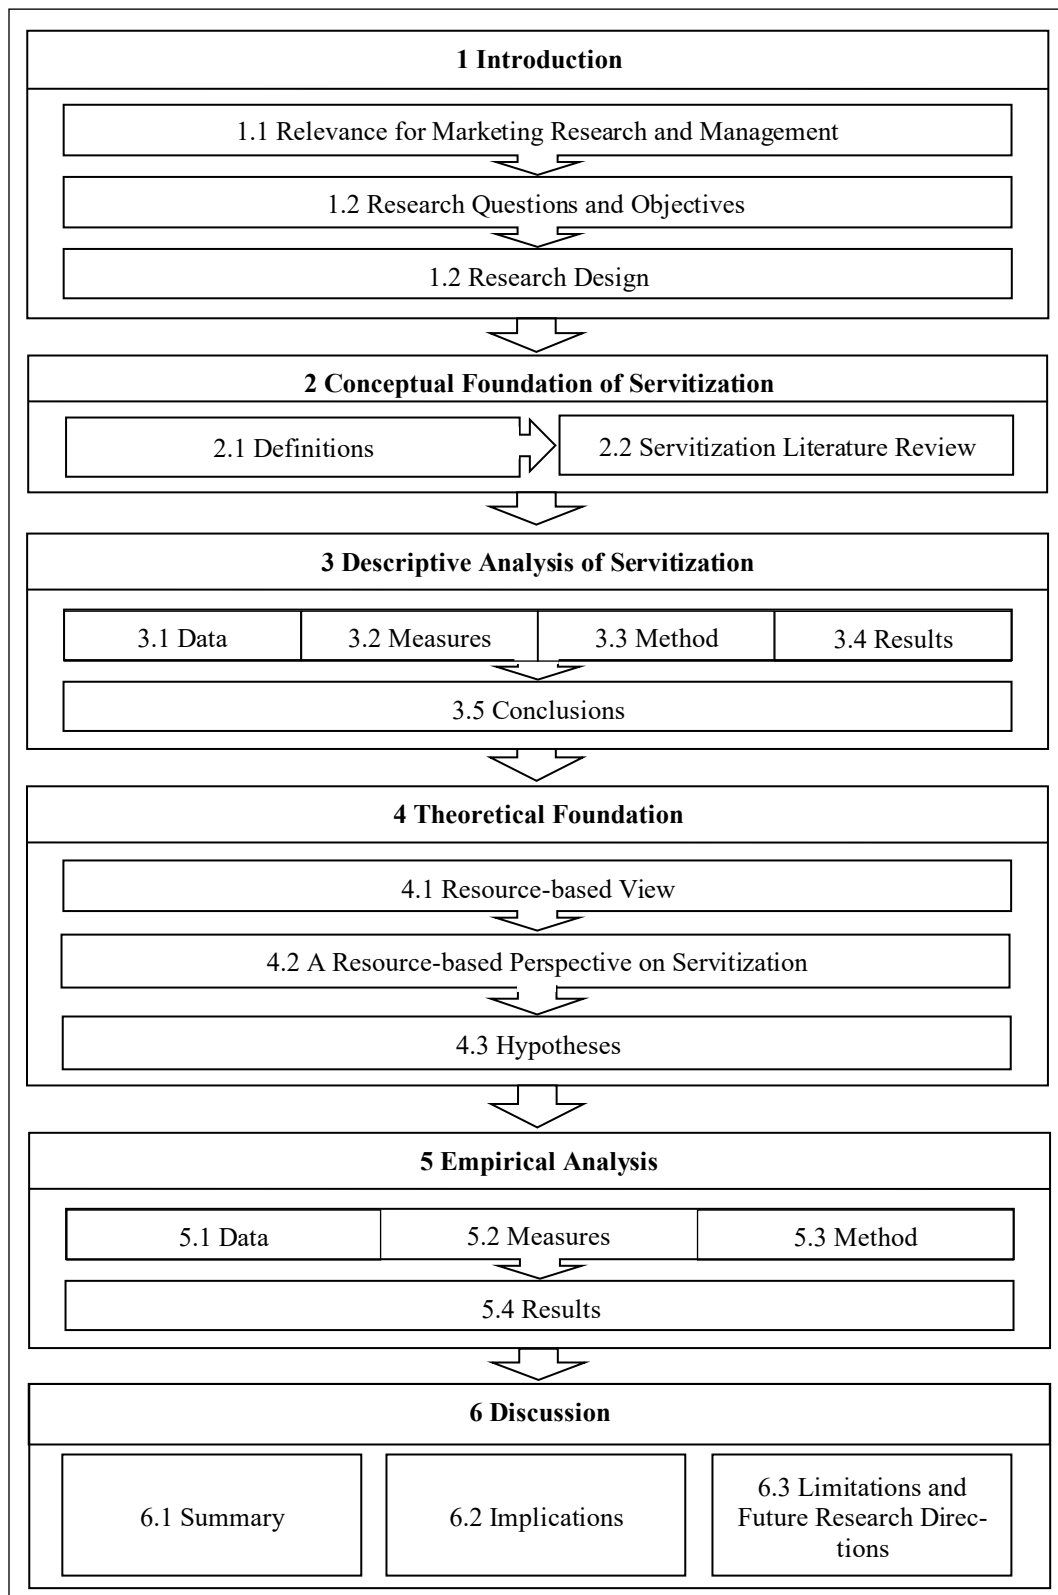 1 Introduction
1.1 Relevance for Marketing Research and Management
1.2 Research Questions and Objectives
1.2 Research Design
2 Conceptual Foundation of Servitization
2.1 Definitions
2.2 Servitization Literature Review
3 Descriptive Analysis of Servitization
3.1 Data
3.2 Measures
3.3 Method
3.4 Results
3.5 Conclusions
4 Theoretical Foundation
4.1 Resource-based View
4.2 A Resource-based Perspective on Servitization
4.3 Hypotheses
5 Empirical Analysis
5.1 Data
5.2 Measures
5.3 Method
5.4 Results
6 Discussion
6.1 Summary
6.2 Implications
6.3 Limitations and
Future Research Direc-
tions